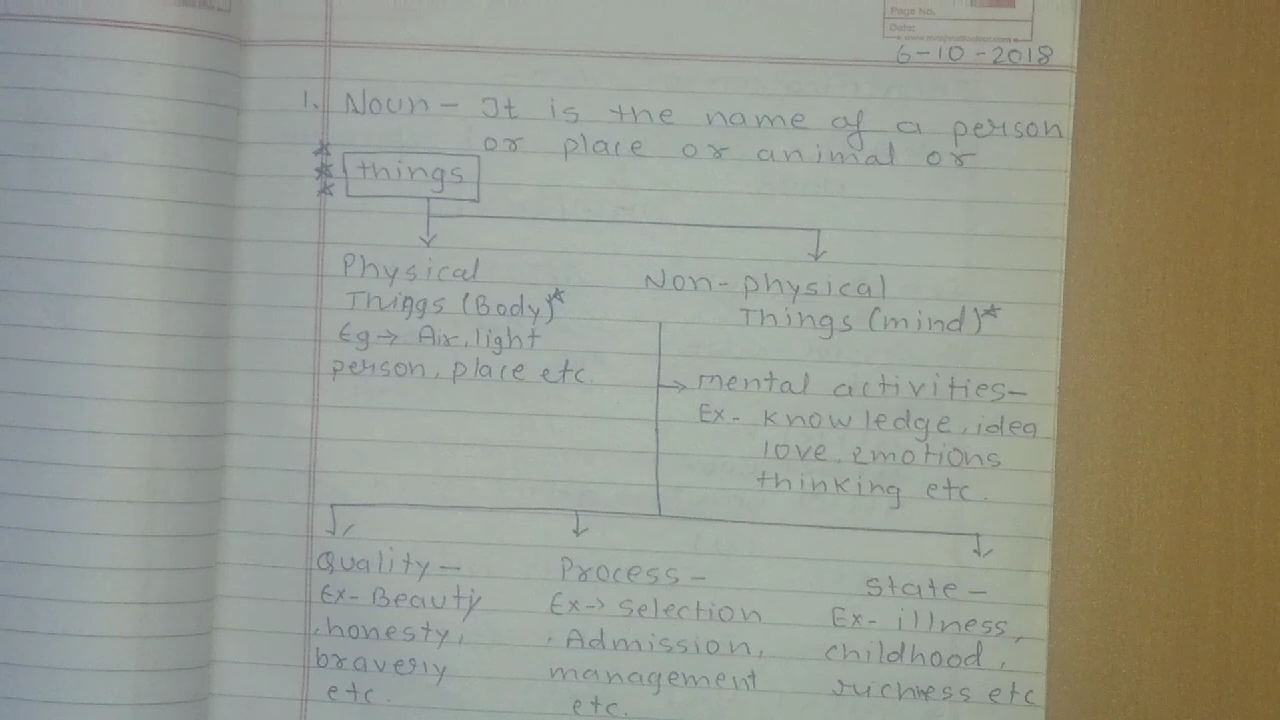 Page No.
Date:
6-10-2018
1. Noun - It is the name of a person
or place or animal or
things
Physical
Things (Body)*
Eg → Air, light
person, place etc.
Non-physical
Things (mind)*
→ mental activities-
Ex- knowledge, idea
love, emotions
thinking etc.
Quality -
Ex- Beauty
, honesty,
bravery
etc.
Process -
Ex-> selection
, Admission,
management
etc.
State -
Ex- illness,
childhood,
richness etc